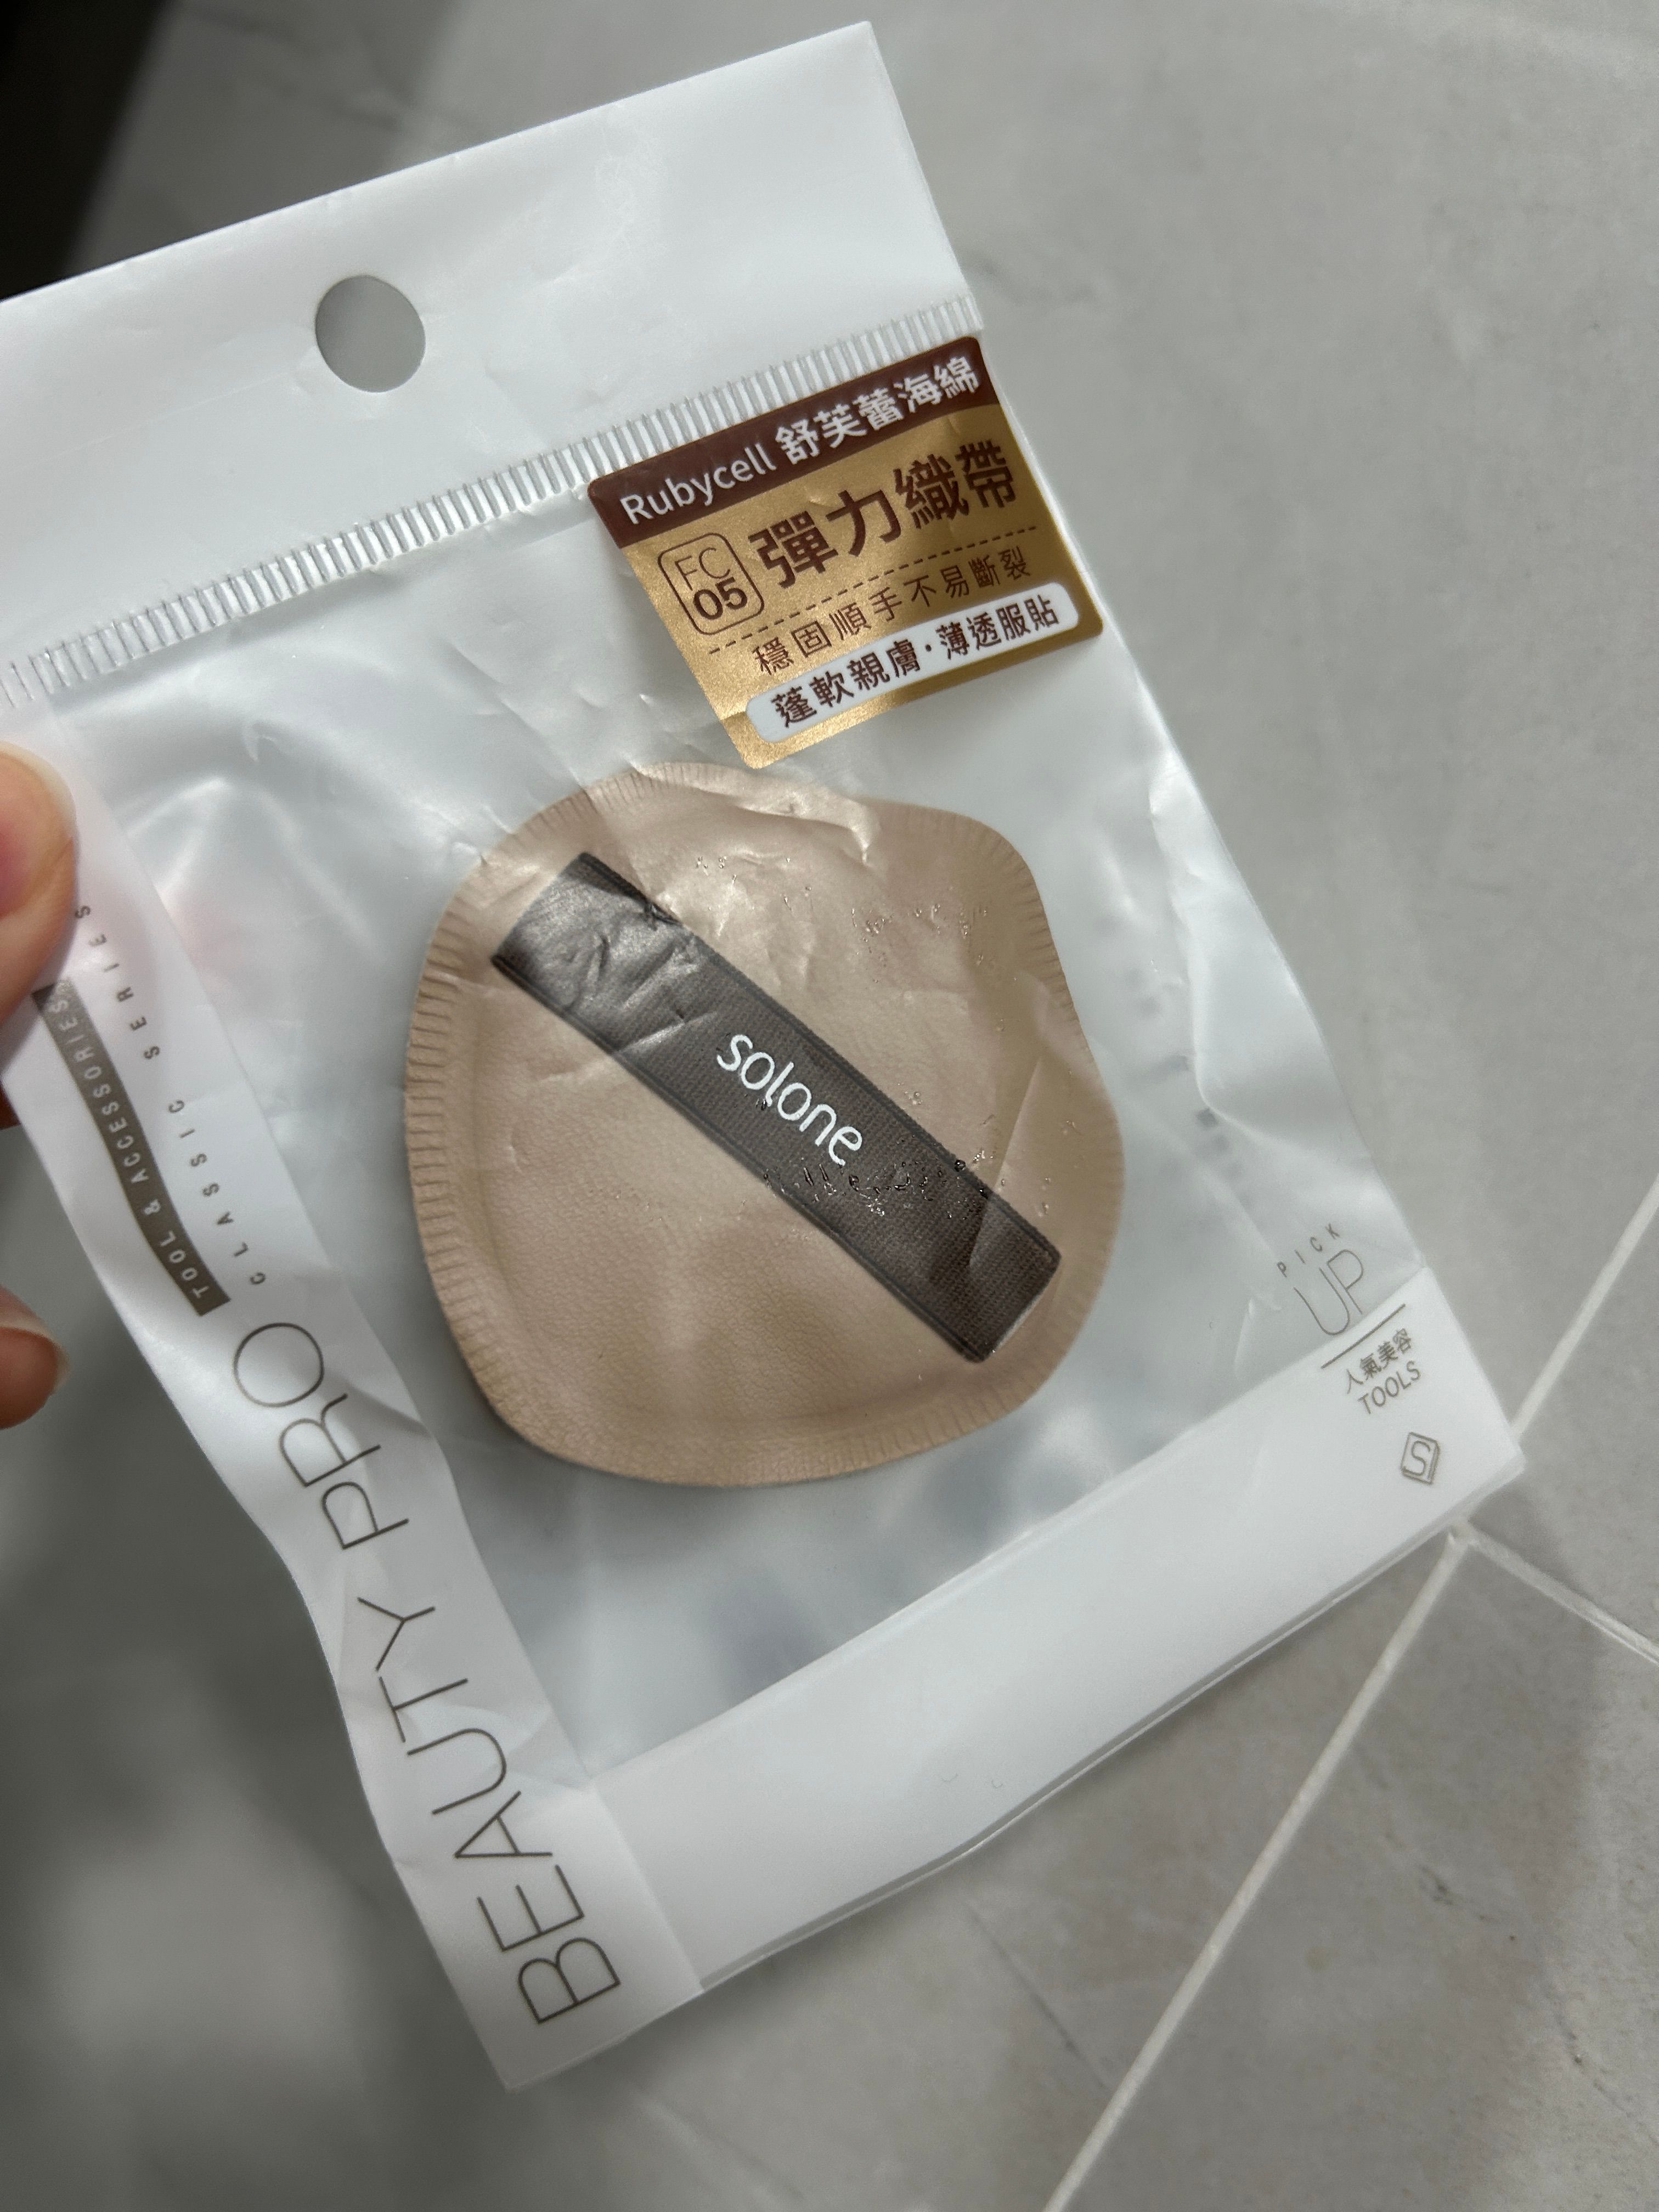 Rubycell 舒芙蕾海綿
FC
05
彈力織帶
穩固順手不易斷裂
蓬軟親膚·薄透服貼
solone
BEAUTY PRO
CLASSIC SERIES
TOOL & ACCESSORIES
PICK
UP
人氣美容
TOOLS
S